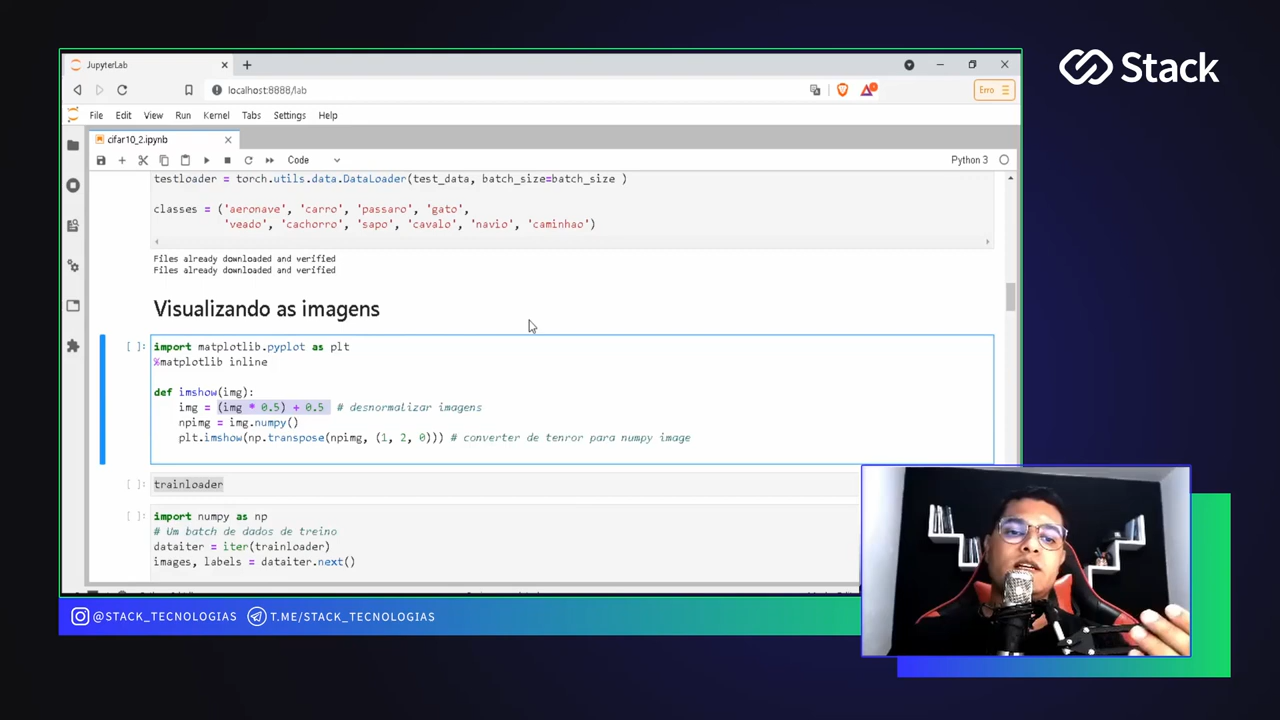 Stack
JupyterLab
localhost:8888/lab
Erro
File Edit View Run Kernel Tabs Settings Help
cifar10_2.ipynb
Code
Python 3
testloader = torch.utils.data.DataLoader(test_data, batch_size=batch_size )
classes = ('aeronave', 'carro', 'passaro', 'gato',
'veado', 'cachorro', 'sapo', 'cavalo', 'navio', 'caminhao')
Files already downloaded and verified
Files already downloaded and verified
Visualizando as imagens
[ ]: import matplotlib.pyplot as plt
%matplotlib inline
def imshow(img):
img = (img * 0.5) + 0.5 # desnormalizar imagens
npimg = img.numpy()
plt.imshow(np.transpose(npimg, (1, 2, 0))) # converter de tenror para numpy image
[ ]: trainloader
[ ]: import numpy as np
# Um batch de dados de treino
dataiter = iter(trainloader)
images, labels = dataiter.next()
@STACK_TECNOLOGIAS T.ME/STACK_TECNOLOGIAS